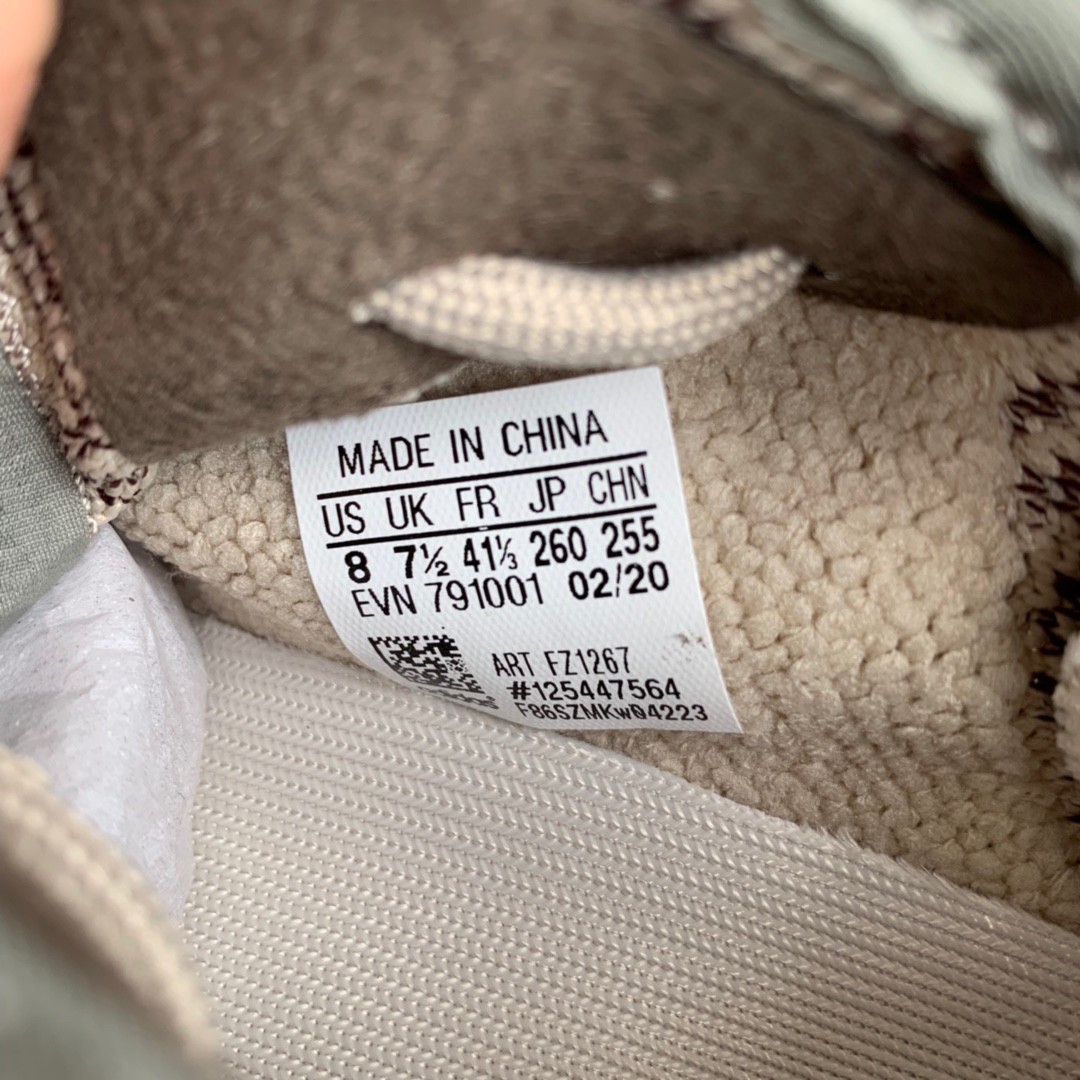 MADE IN CHINA
US UK FR JP CHN
8 7½ 41⅓ 260 255
EVN 791001 02/20
ART FZ1267
#125447564
F86SZMKw04223